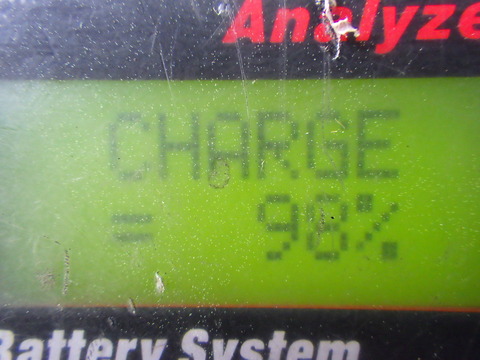 Analyze
CHARGE
= 98%
Battery System